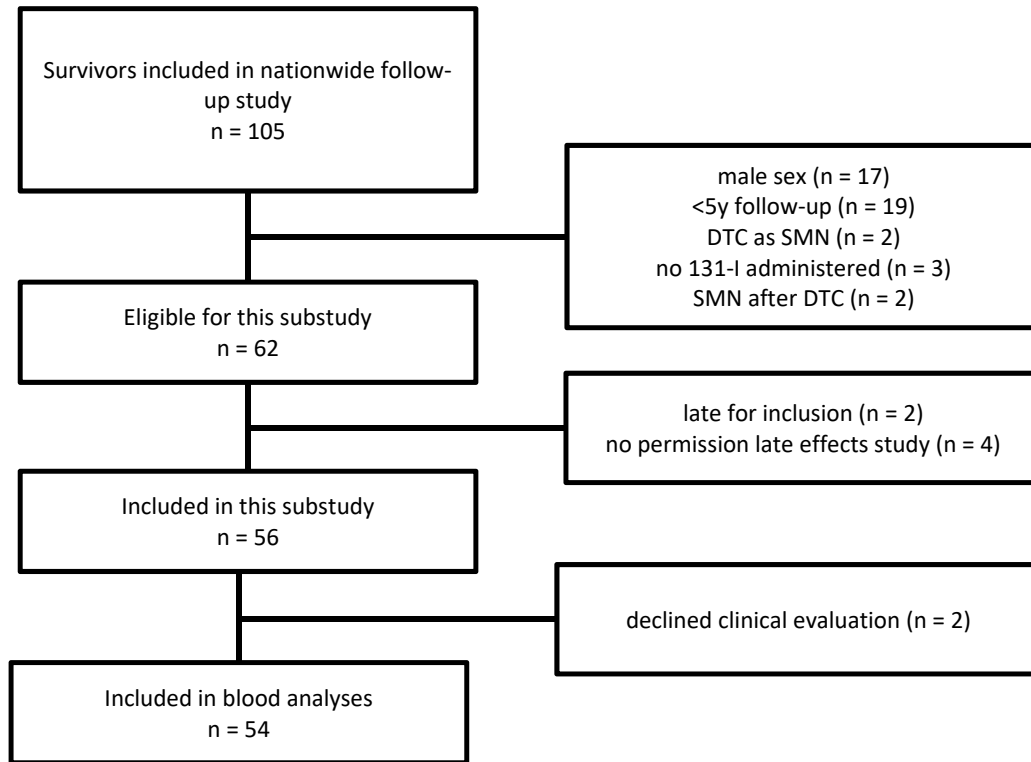 Survivors included in nationwide follow-
up study
n = 105
male sex (n = 17)
<5y follow-up (n = 19)
DTC as SMN (n = 2)
no 131-I administered (n = 3)
SMN after DTC (n = 2)
Eligible for this substudy
n = 62
late for inclusion (n = 2)
no permission late effects study (n = 4)
Included in this substudy
n = 56
declined clinical evaluation (n = 2)
Included in blood analyses
n = 54